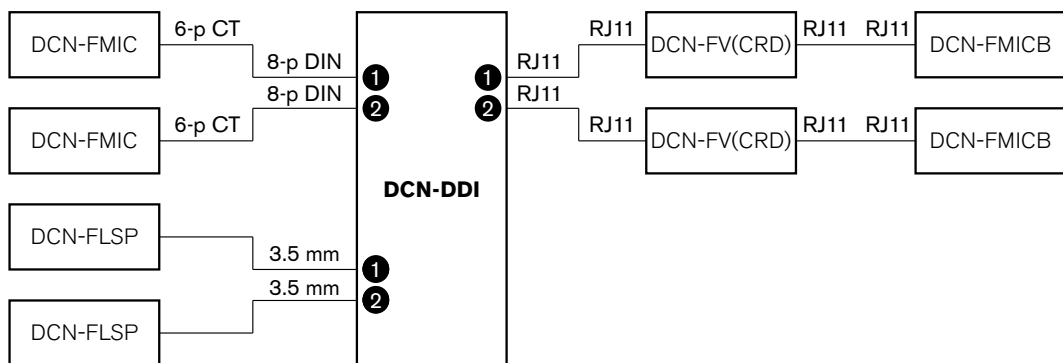 DCN-FMIC
6-p CT
8-p DIN
1
8-p DIN
2
DCN-FMIC
6-p CT
DCN-FLSP
3.5 mm
1
3.5 mm
2
DCN-FLSP
DCN-DDI
1
RJ11
RJ11
DCN-FV(CRD)
RJ11
RJ11
DCN-FMICB
2
RJ11
RJ11
DCN-FV(CRD)
RJ11
RJ11
DCN-FMICB